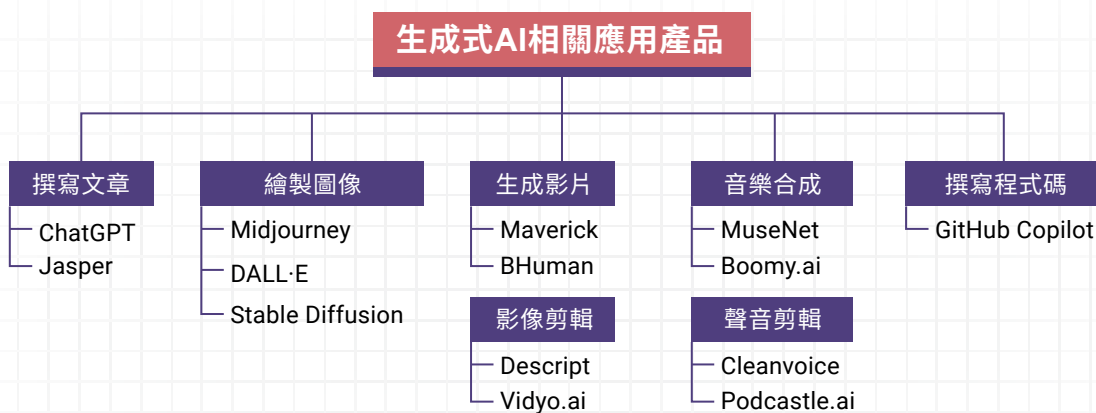 生成式AI相關應用產品
撰寫文章
ChatGPT
Jasper
繪製圖像
Midjourney
DALL·E
Stable Diffusion
生成影片
Maverick
BHuman
影像剪輯
Descript
Vidyo.ai
音樂合成
MuseNet
Boomy.ai
聲音剪輯
Cleanvoice
Podcastle.ai
撰寫程式碼
GitHub Copilot